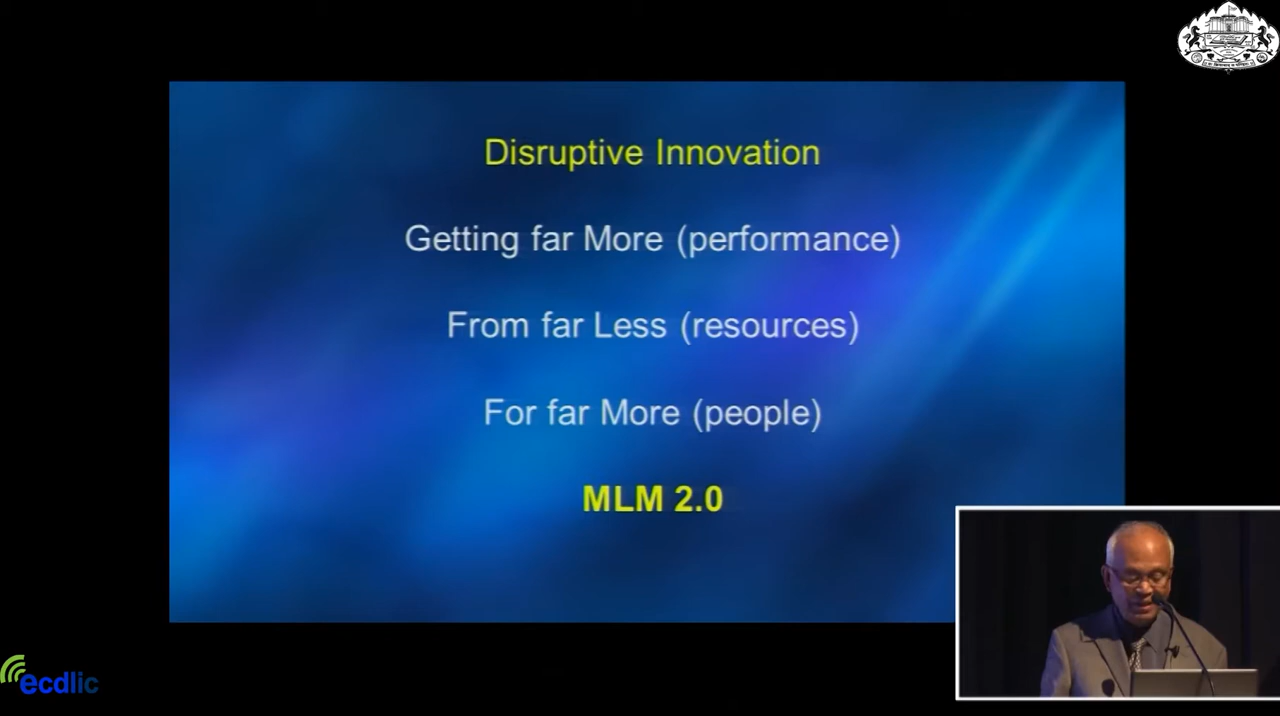 Disruptive Innovation
Getting far More (performance)
From far Less (resources)
For far More (people)
MLM 2.0
ecdlic